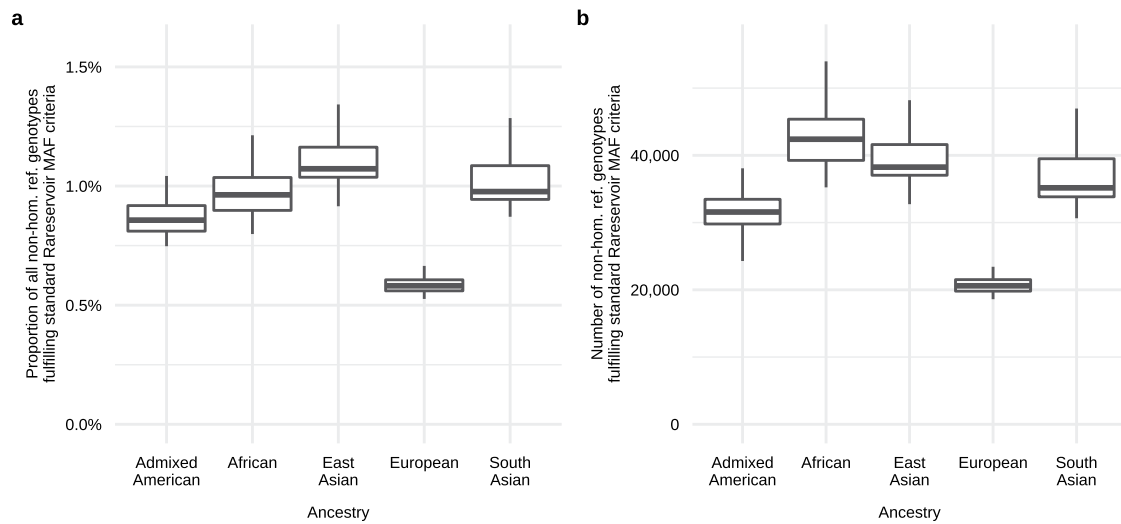 a
Proportion of all non-hom. ref. genotypes
fulfilling standard Rareservoir MAF criteria
1.5%
1.0%
0.5%
0.0%
Admixed
American
African
East
Asian
European
South
Asian
Ancestry
b
Number of non-hom. ref. genotypes
fulfilling standard Rareservoir MAF criteria
40,000
20,000
0
Admixed
American
African
East
Asian
European
South
Asian
Ancestry